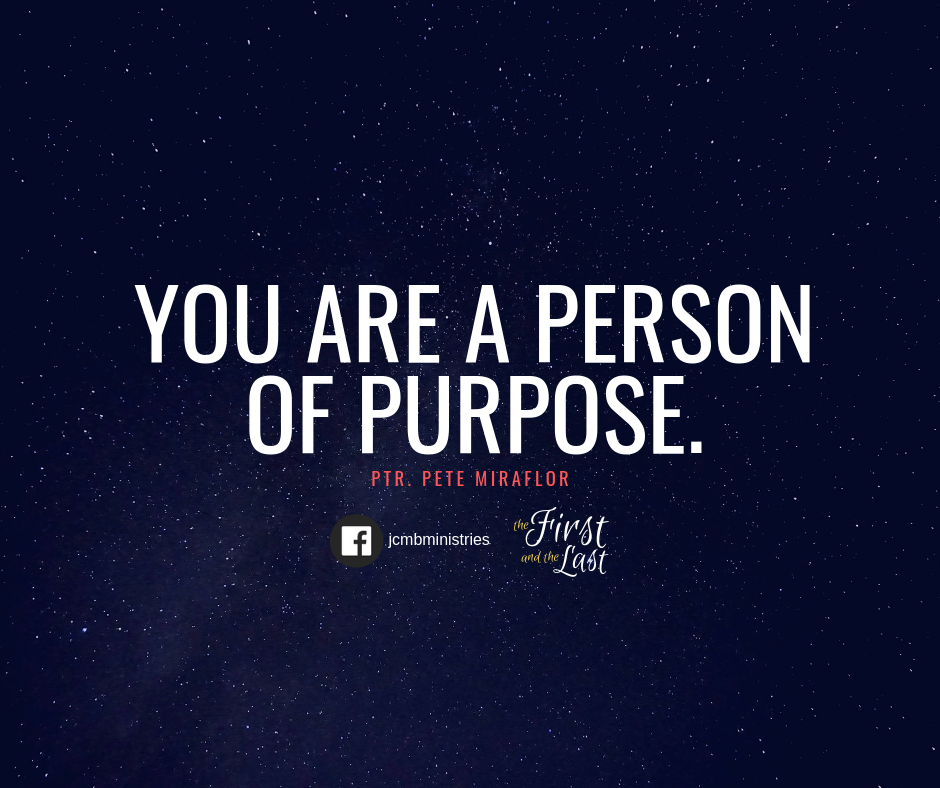 YOU ARE A PERSON
OF PURPOSE.
PTR. PETE MIRAFLOR
jcmbministries
the First
and the Last